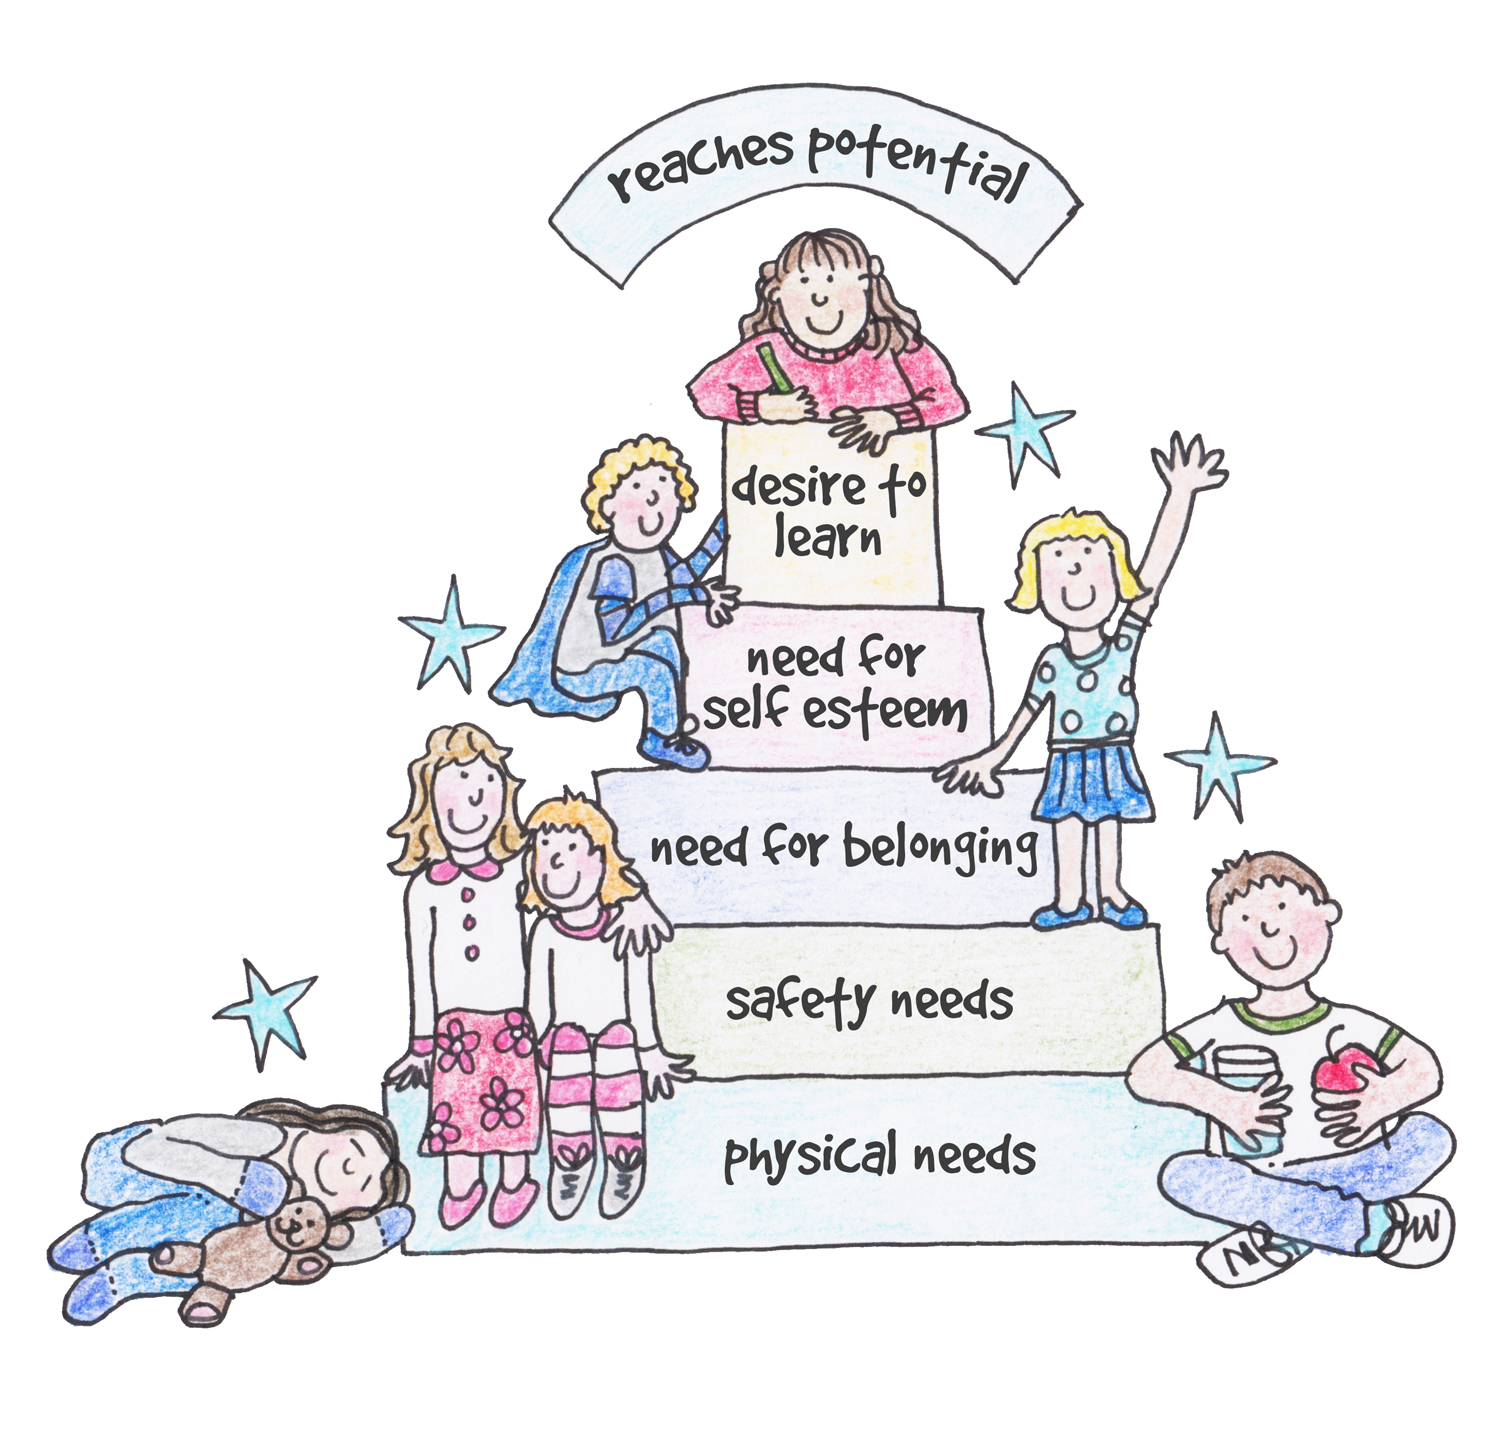 reaches potential
desire to
learn
need for
self esteem
need for belonging
safety needs
physical needs